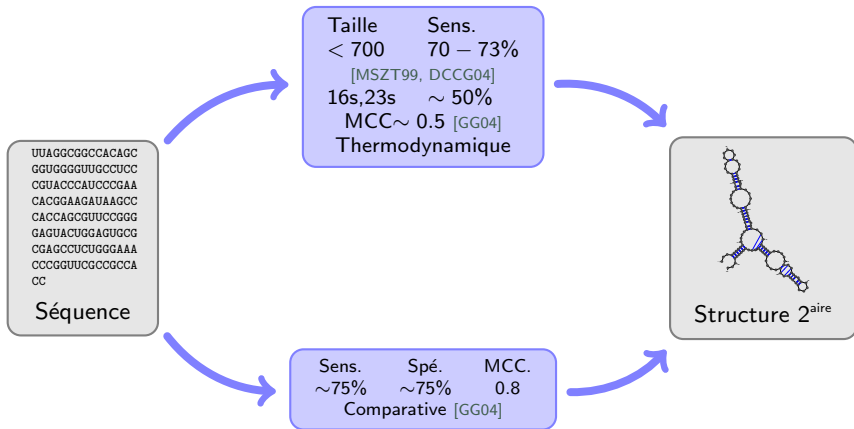 Taille Sens.
< 700 70 – 73%
[MSZT99, DCCG04]
16s,23s ∼ 50%
MCC∼ 0.5 [GG04]
Thermodynamique
UUAGGCGGCCACAGC
GGUGGGGUUGCCUCC
CGUACCCAUCCCGAA
CACGGAAGAUAAGCC
CACCAGCGUUCCGGG
GAGUACUGGAGUGCG
CGAGCCUCUGGGAAA
CCCGGUUCGCCGCCA
CC
Séquence
Structure 2aire
Sens. Spé. MCC.
∼75% ∼75% 0.8
Comparative [GG04]